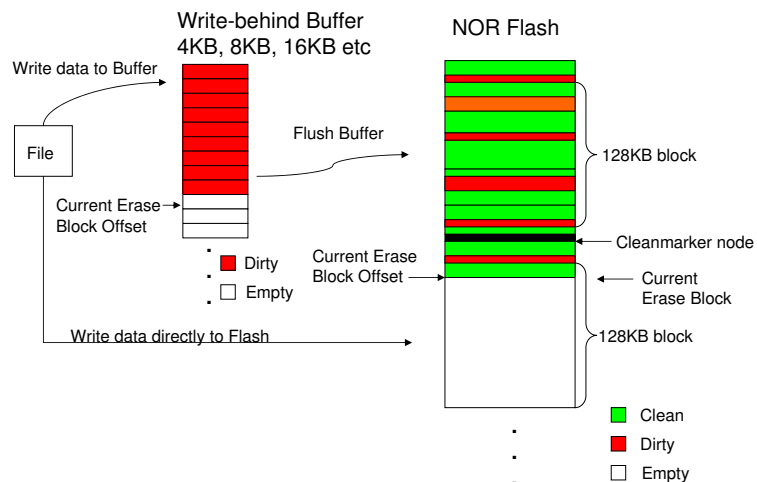 Write-behind Buffer
4KB, 8KB, 16KB etc
NOR Flash
Write data to Buffer
File
Flush Buffer
128KB block
Current Erase
Block Offset
Cleanmarker node
Dirty
Empty
Current Erase
Block Offset
Current
Erase Block
Write data directly to Flash
128KB block
Clean
Dirty
Empty